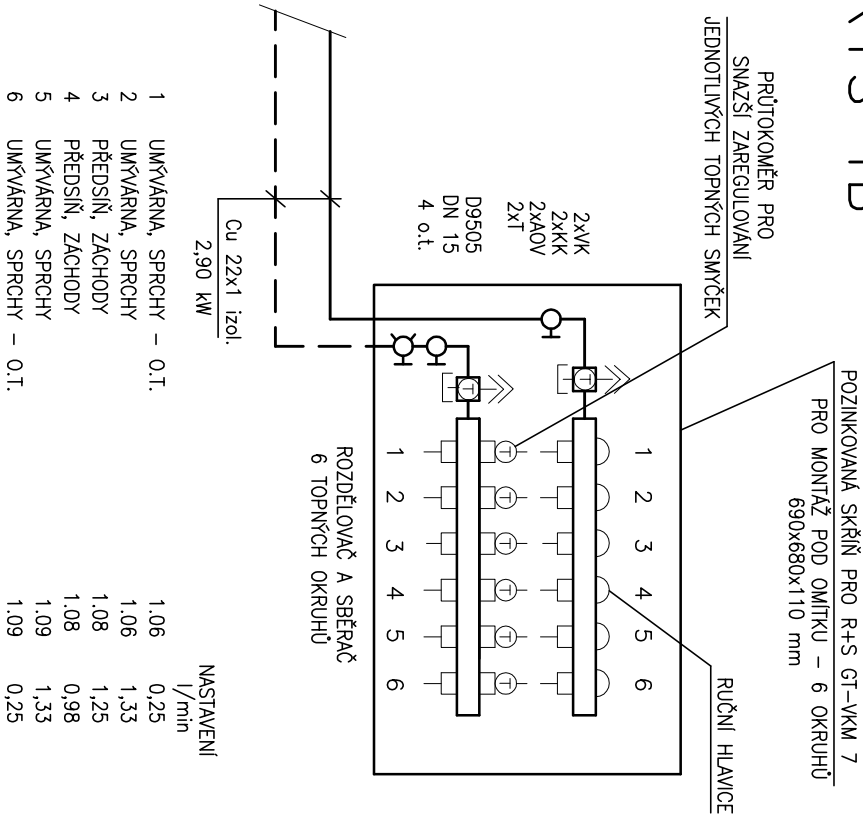 POZINKOVANÁ SKŘÍŇ PRO R+S GT-VKM 7
PRO MONTÁŽ POD OMÍTKU - 6 OKRUHŮ
690x680x110 mm
PRŮTOKOMĚR PRO
SNAZŠÍ ZAREGULOVÁNÍ
JEDNOTLIVÝCH TOPNÝCH SMYČEK
RUČNÍ HLAVICE
2xVK
2xKK
2xAOV
2xT
D9505
DN 15
4 o.t.
1 2 3 4 5 6
T
T
T T T T T T
1 2 3 4 5 6
ROZDĚLOVAČ A SBĚRAČ
6 TOPNÝCH OKRUHŮ
Cu 22x1 izol.
2,90 kW
NASTAVENÍ
l/min
1 UMÝVÁRNA, SPRCHY - O.T. 1.06 0,25
2 UMÝVÁRNA, SPRCHY 1.06 1,33
3 PŘEDSÍŇ, ZÁCHODY 1.08 1,25
4 PŘEDSÍŇ, ZÁCHODY 1.08 0,98
5 UMÝVÁRNA, SPRCHY 1.09 1,33
6 UMÝVÁRNA, SPRCHY - O.T. 1.09 0,25